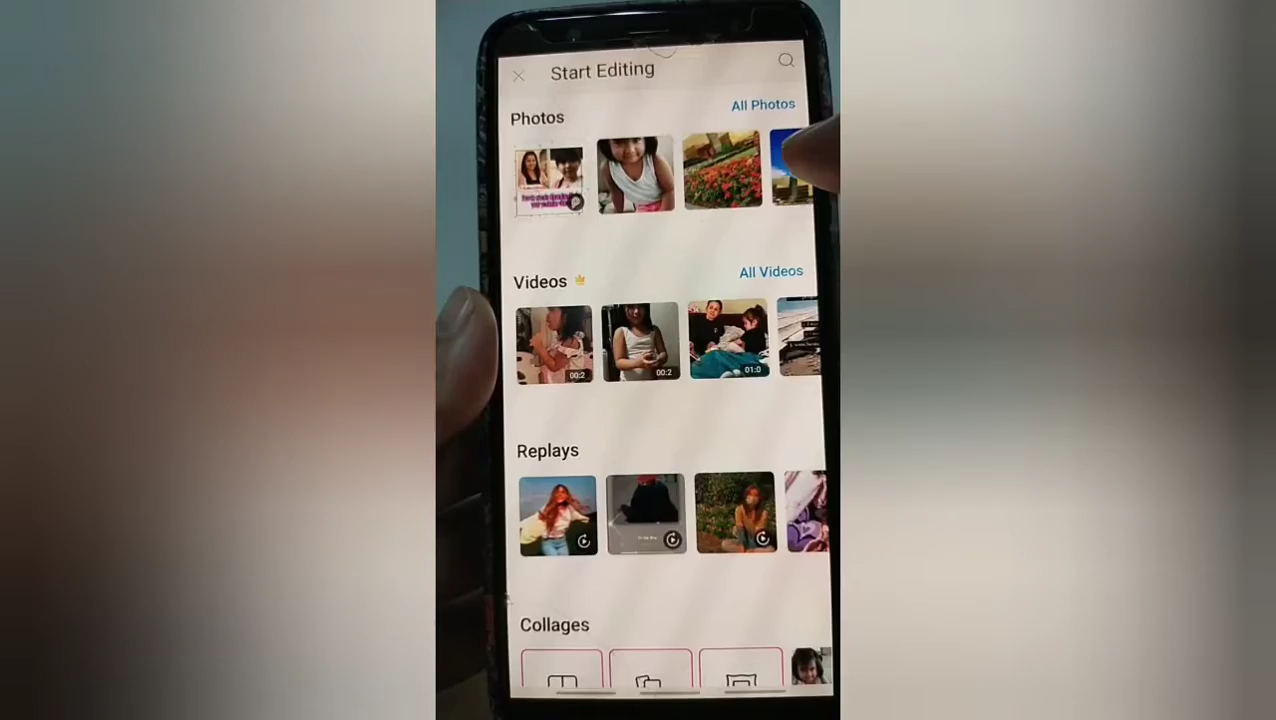 Start Editing
Photos
All Photos
Videos
All Videos
00:2
00:2
01:0
Replays
Collages